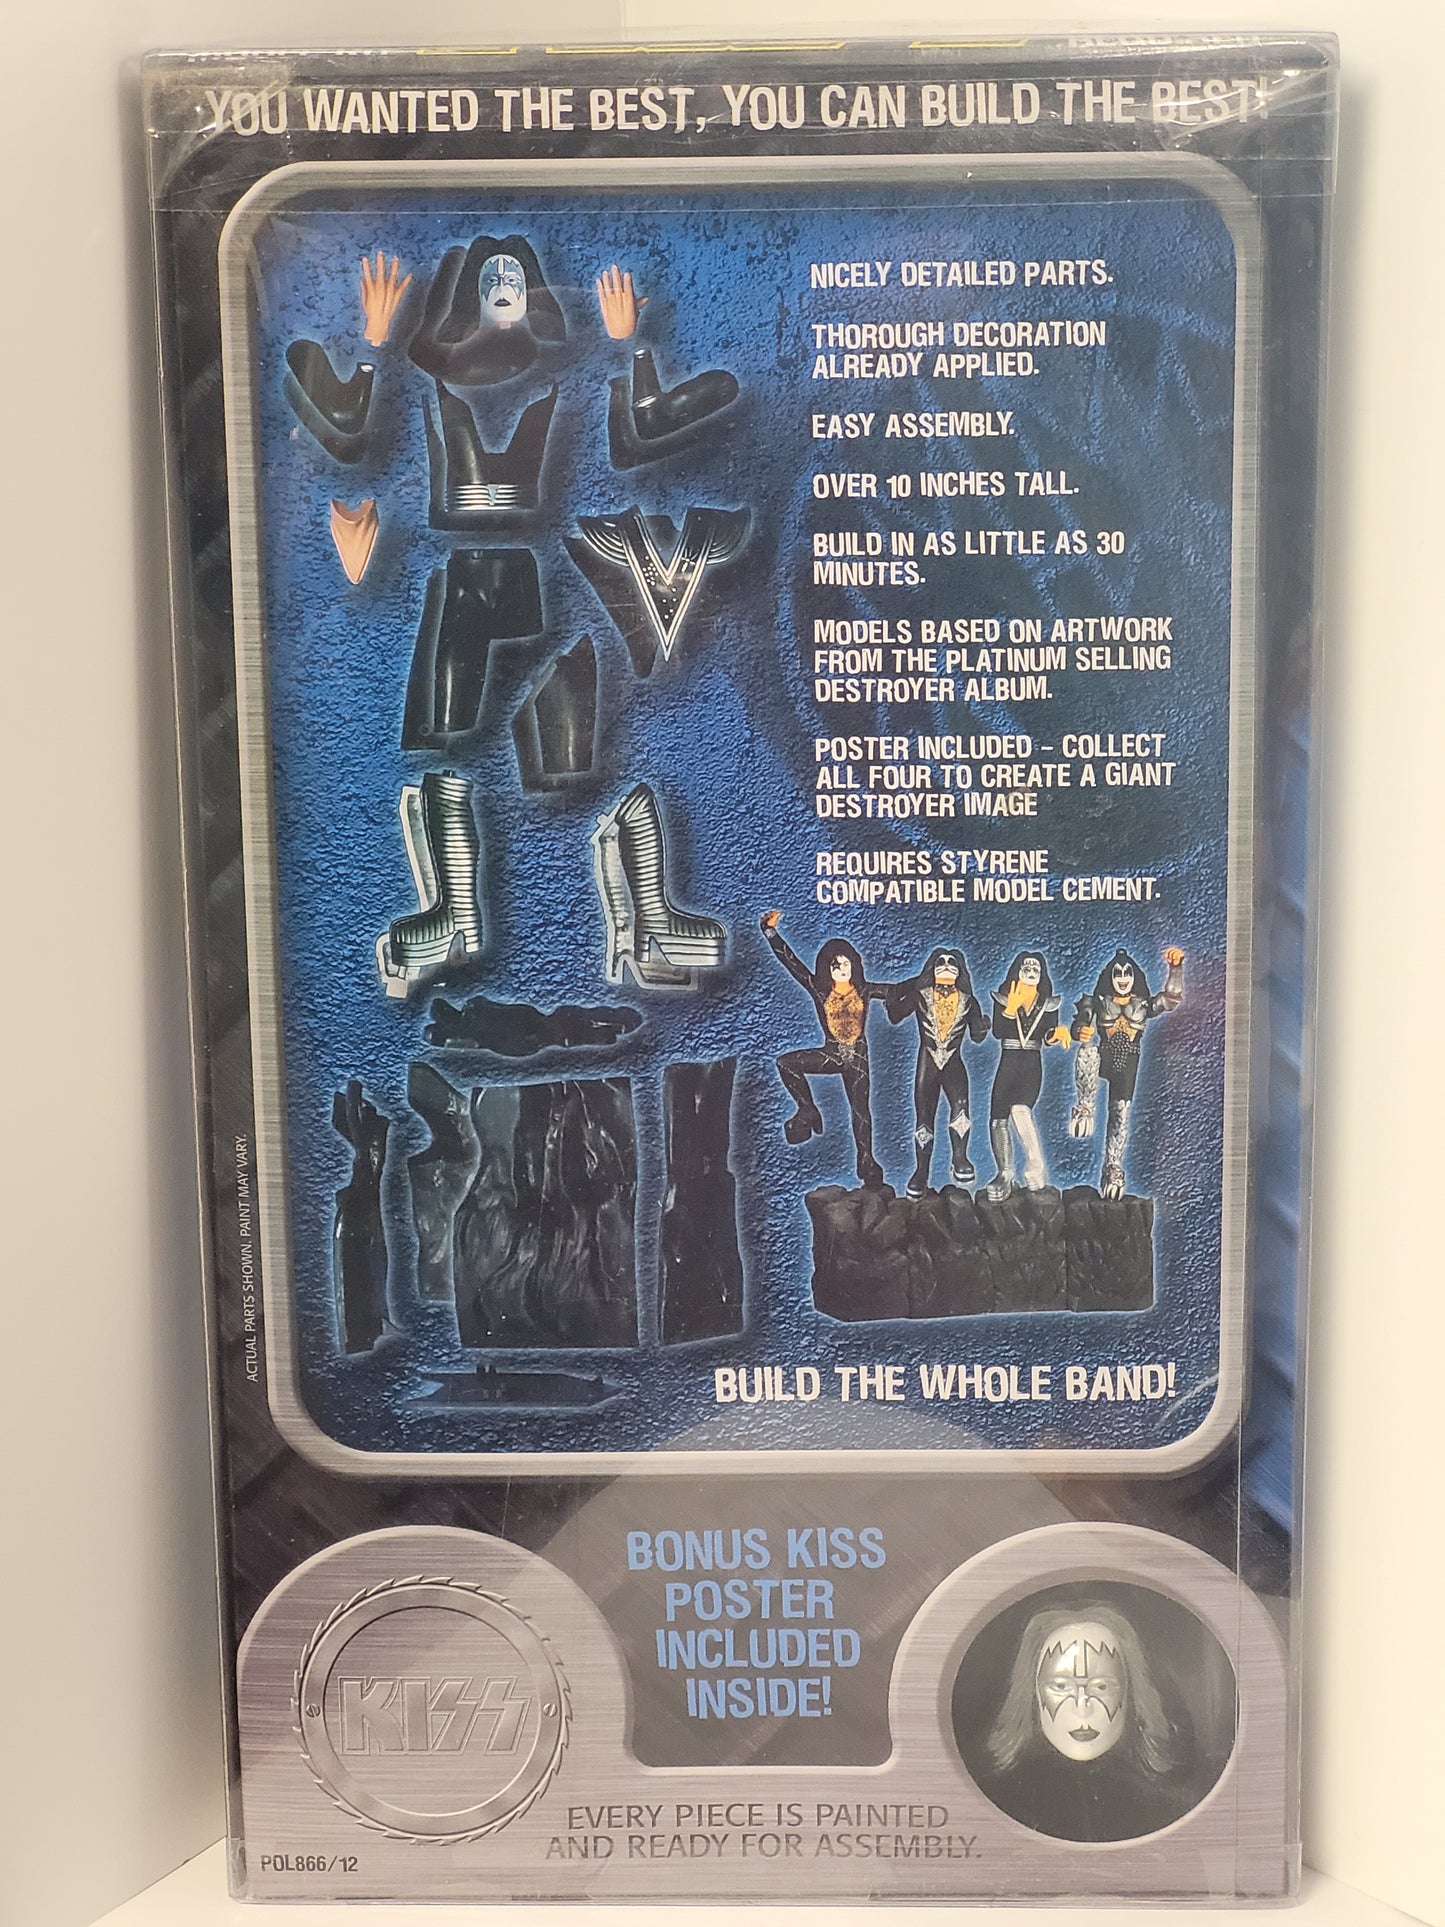 YOU WANTED THE BEST, YOU CAN BUILD THE BEST!
NICELY DETAILED PARTS.
THOROUGH DECORATION
ALREADY APPLIED.
EASY ASSEMBLY.
OVER 10 INCHES TALL.
BUILD IN AS LITTLE AS 30
MINUTES.
MODELS BASED ON ARTWORK
FROM THE PLATINUM SELLING
DESTROYER ALBUM.
POSTER INCLUDED - COLLECT
ALL FOUR TO CREATE A GIANT
DESTROYER IMAGE
REQUIRES STYRENE
COMPATIBLE MODEL CEMENT.
ACTUAL PARTS SHOWN. PAINT MAY VARY.
BUILD THE WHOLE BAND!
BONUS KISS
POSTER
INCLUDED
INSIDE!
KISS
EVERY PIECE IS PAINTED
AND READY FOR ASSEMBLY.
POL866/12